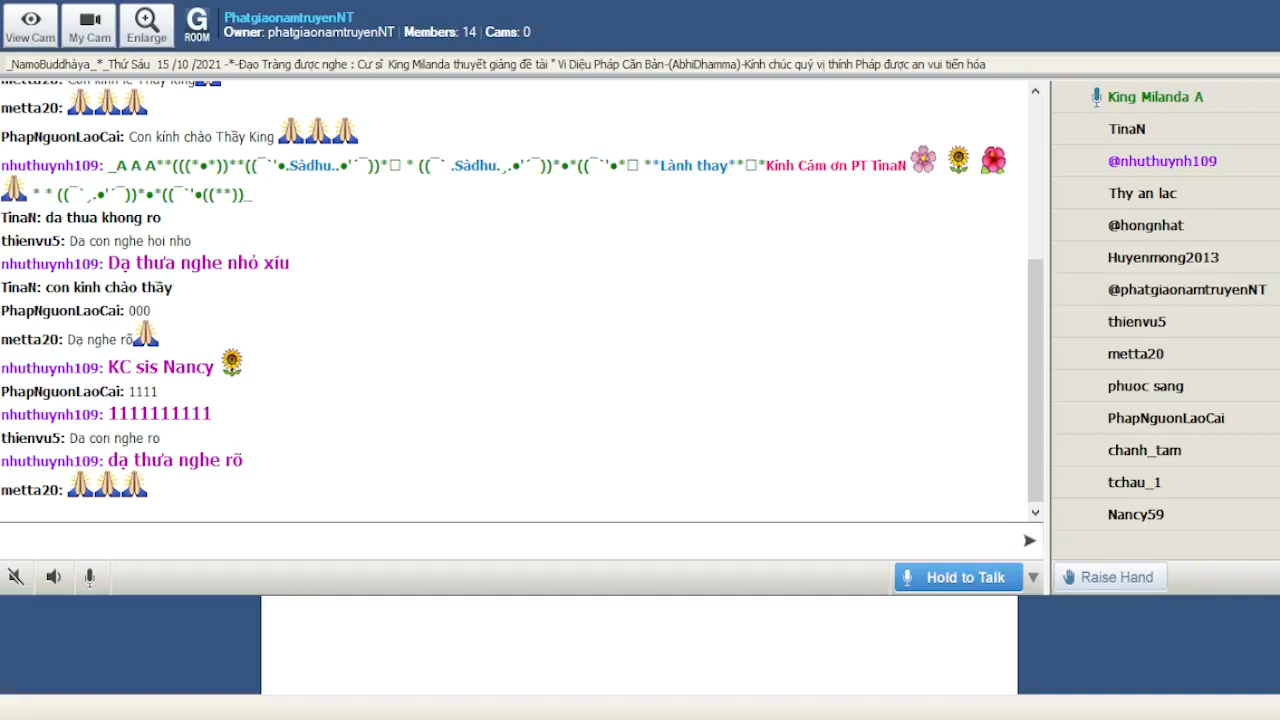 PhatgiaonamtruyenNT
Owner: phatgiaonamtruyenNT | Members: 14 | Cams: 0
View Cam
My Cam
Enlarge
G ROOM
_NamoBuddhàya_*_Thứ Sáu 15 /10 /2021 -*-Đạo Tràng được nghe : Cư sĩ King Milanda thuyết giảng đề tài " Vi Diệu Pháp Căn Bản-(AbhiDhamma)-Kính chúc quý vị thính Pháp được an vui tiến hóa
metta20:
PhapNguonLaoCai: Con kính chào Thầy King
nhuthuynh109: _A A A**(((*●*))**((¯`'●.Sàdhu..●'´¯))*□ * ((¯` .Sàdhu.¸.●'´¯))*●*((¯`'●*□ **Lành thay**□*Kính Cám ơn PT TinaN
* * ((¯`¸.●'´¯))*●*((¯`'●((**))_
TinaN: da thua khong ro
thienvu5: Da con nghe hoi nho
nhuthuynh109: Dạ thưa nghe nhỏ xíu
TinaN: con kinh chào thầy
PhapNguonLaoCai: 000
metta20: Dạ nghe rõ
nhuthuynh109: KC sis Nancy
PhapNguonLaoCai: 1111
nhuthuynh109: 1111111111
thienvu5: Da con nghe ro
nhuthuynh109: dạ thưa nghe rõ
metta20:
Hold to Talk
King Milanda A
TinaN
@nhuthuynh109
Thy an lac
@hongnhat
Huyenmong2013
@phatgiaonamtruyenNT
thienvu5
metta20
phuoc sang
PhapNguonLaoCai
chanh_tam
tchau_1
Nancy59
Raise Hand